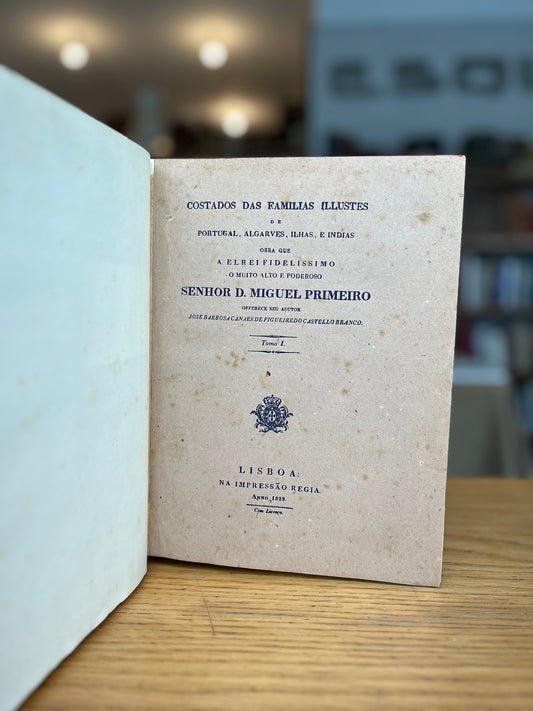 COSTADOS DAS FAMILIAS ILLUSTES
DE
PORTUGAL, ALGARVES, ILHAS, E INDIAS
OBRA QUE
A ELREI FIDELISSIMO
O MUITO ALTO E PODEROSO
SENHOR D. MIGUEL PRIMEIRO
OFFERECE SEU AUCTOR
JOSE BARBOSA CANAES DE FIGUEIREDO CASTELLO BRANCO.
Tomo I.
LISBOA:
NA IMPRESSÃO REGIA.
ANNO 1829.
Com Licença.